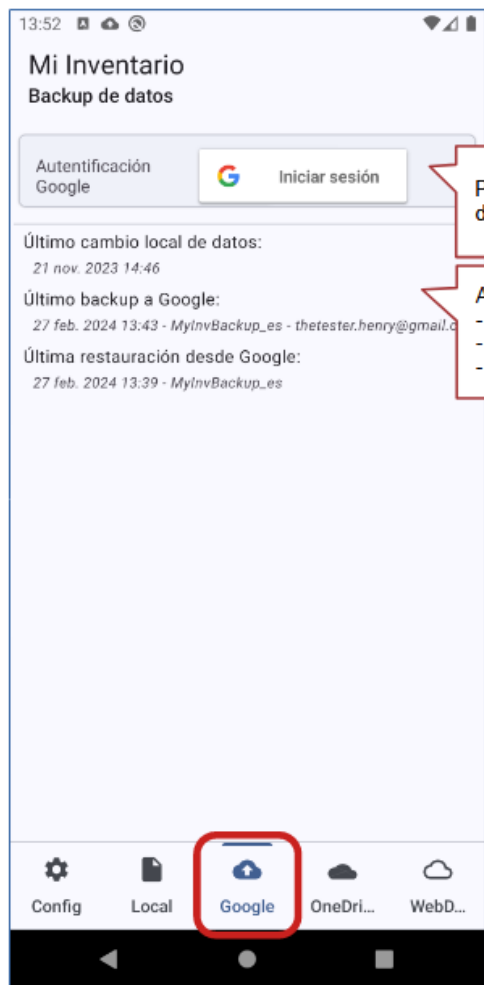 13:52
Mi Inventario
Backup de datos
Autentificación
Google
Iniciar sesión
Último cambio local de datos:
21 nov. 2023 14:46
Último backup a Google:
27 feb. 2024 13:43 - MyInvBackup_es - thetester.henry@gmail.c
Última restauración desde Google:
27 feb. 2024 13:39 - MyInvBackup_es
A
-
-
-
Config
Local
Google
OneDri...
WebD...